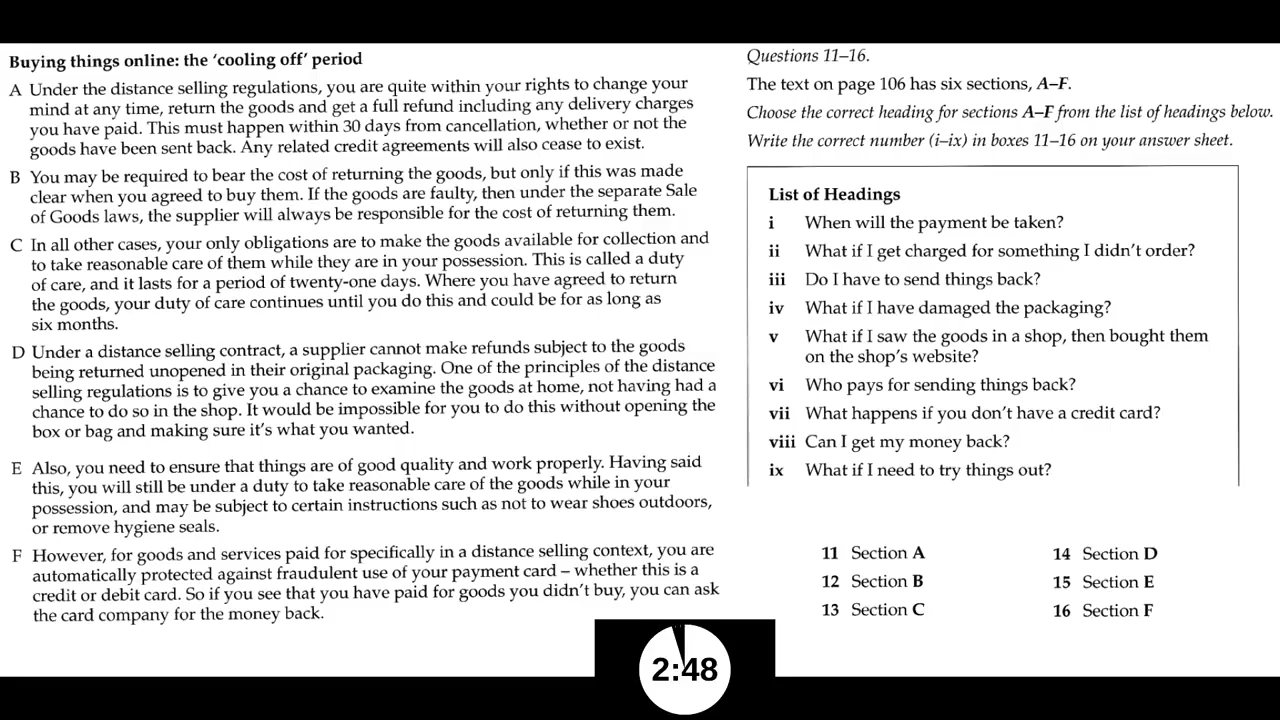 Buying things online: the ‘cooling off’ period
A Under the distance selling regulations, you are quite within your rights to change your
mind at any time, return the goods and get a full refund including any delivery charges
you have paid. This must happen within 30 days from cancellation, whether or not the
goods have been sent back. Any related credit agreements will also cease to exist.
B You may be required to bear the cost of returning the goods, but only if this was made
clear when you agreed to buy them. If the goods are faulty, then under the separate Sale
of Goods laws, the supplier will always be responsible for the cost of returning them.
C In all other cases, your only obligations are to make the goods available for collection and
to take reasonable care of them while they are in your possession. This is called a duty
of care, and it lasts for a period of twenty-one days. Where you have agreed to return
the goods, your duty of care continues until you do this and could be for as long as
six months.
D Under a distance selling contract, a supplier cannot make refunds subject to the goods
being returned unopened in their original packaging. One of the principles of the distance
selling regulations is to give you a chance to examine the goods at home, not having had a
chance to do so in the shop. It would be impossible for you to do this without opening the
box or bag and making sure it’s what you wanted.
E Also, you need to ensure that things are of good quality and work properly. Having said
this, you will still be under a duty to take reasonable care of the goods while in your
possession, and may be subject to certain instructions such as not to wear shoes outdoors,
or remove hygiene seals.
F However, for goods and services paid for specifically in a distance selling context, you are
automatically protected against fraudulent use of your payment card – whether this is a
credit or debit card. So if you see that you have paid for goods you didn’t buy, you can ask
the card company for the money back.
Questions 11–16.
The text on page 106 has six sections, A–F.
Choose the correct heading for sections A–F from the list of headings below.
Write the correct number (i–ix) in boxes 11–16 on your answer sheet.
List of Headings
i When will the payment be taken?
ii What if I get charged for something I didn’t order?
iii Do I have to send things back?
iv What if I have damaged the packaging?
v What if I saw the goods in a shop, then bought them
on the shop’s website?
vi Who pays for sending things back?
vii What happens if you don’t have a credit card?
viii Can I get my money back?
ix What if I need to try things out?
11 Section A
12 Section B
13 Section C
14 Section D
15 Section E
16 Section F
2:48